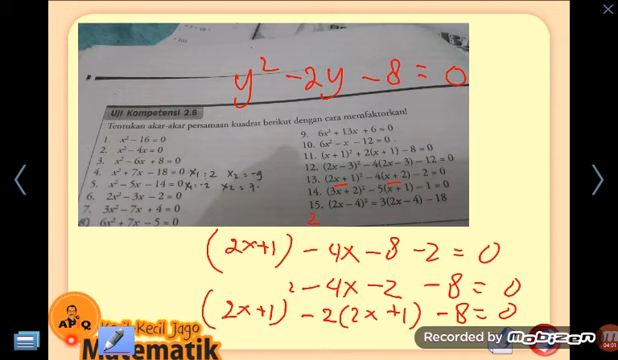 y² - 2y - 8 = 0
Uji Kompetensi 2.6
Tentukan akar-akar persamaan kuadrat berikut dengan cara memfaktorkan!
1. x² - 16 = 0
2. x² - 4x = 0
3. x² - 6x + 8 = 0
4. x² + 7x - 18 = 0 x₁ : 2 x₂ = -9
5. x² - 5x - 14 = 0 x₁ = -2 x₂ = 7
6. 2x² - 3x - 2 = 0
7. 3x² - 7x + 4 = 0
6x² + 7x - 5 = 0
9. 6x² + 13x + 6 = 0
10. 6x² - x - 12 = 0
11. (x + 1)² + 2(x + 1) - 8 = 0
12. (2x - 3)² - 4(2x - 3) - 12 = 0
13. (2x + 1)² - 4(x + 2) - 2 = 0
14. (3x + 2)² - 5(x + 1) - 1 = 0
15. (2x - 4)² = 3(2x - 4) - 18
(2x+1)² - 4x - 8 - 2 = 0
² - 4x - 2 - 8 = 0
(2x+1) - 2(2x+1) - 8 = 0
APIQ
Kecil-Kecil Jago
Matematik
Recorded by
MOBIZEN
04:01